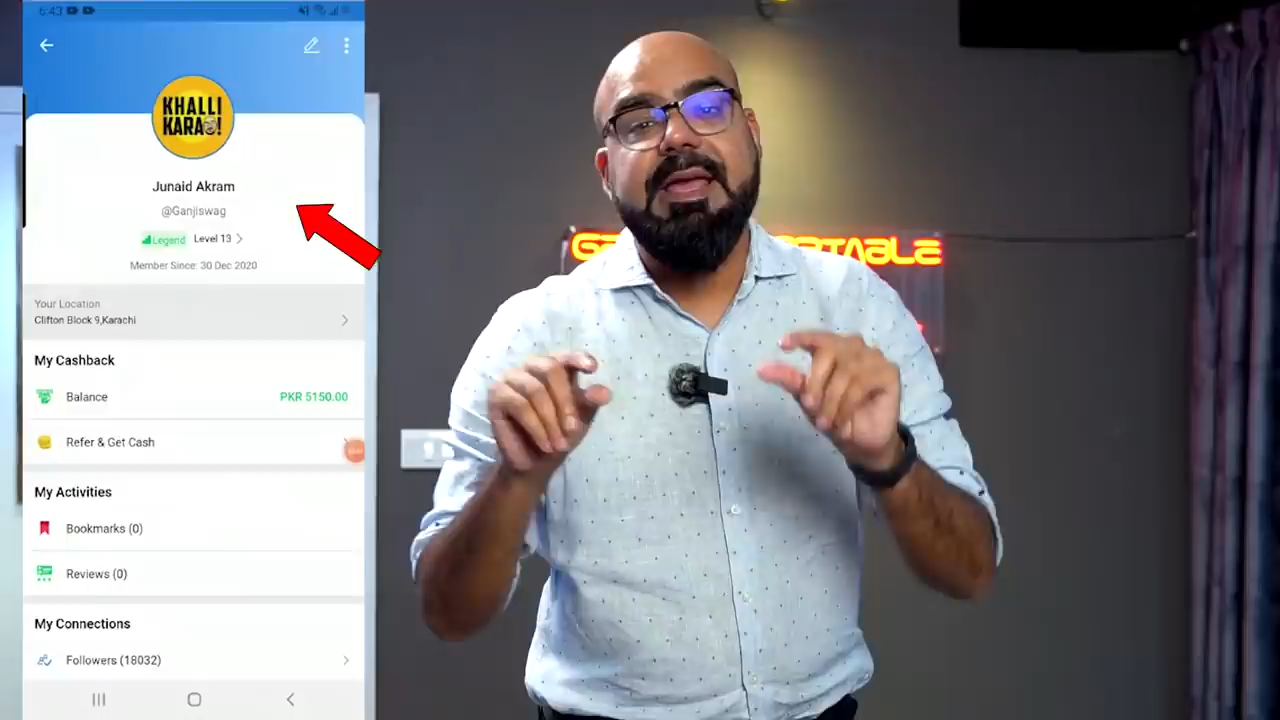 6:43
KHALLI
KARAO!
Junaid Akram
@Ganjiswag
Legend Level 13
Member Since: 30 Dec 2020
Your Location
Clifton Block 9,Karachi
My Cashback
Balance PKR 5150.00
Refer & Get Cash
My Activities
Bookmarks (0)
Reviews (0)
My Connections
Followers (18032)